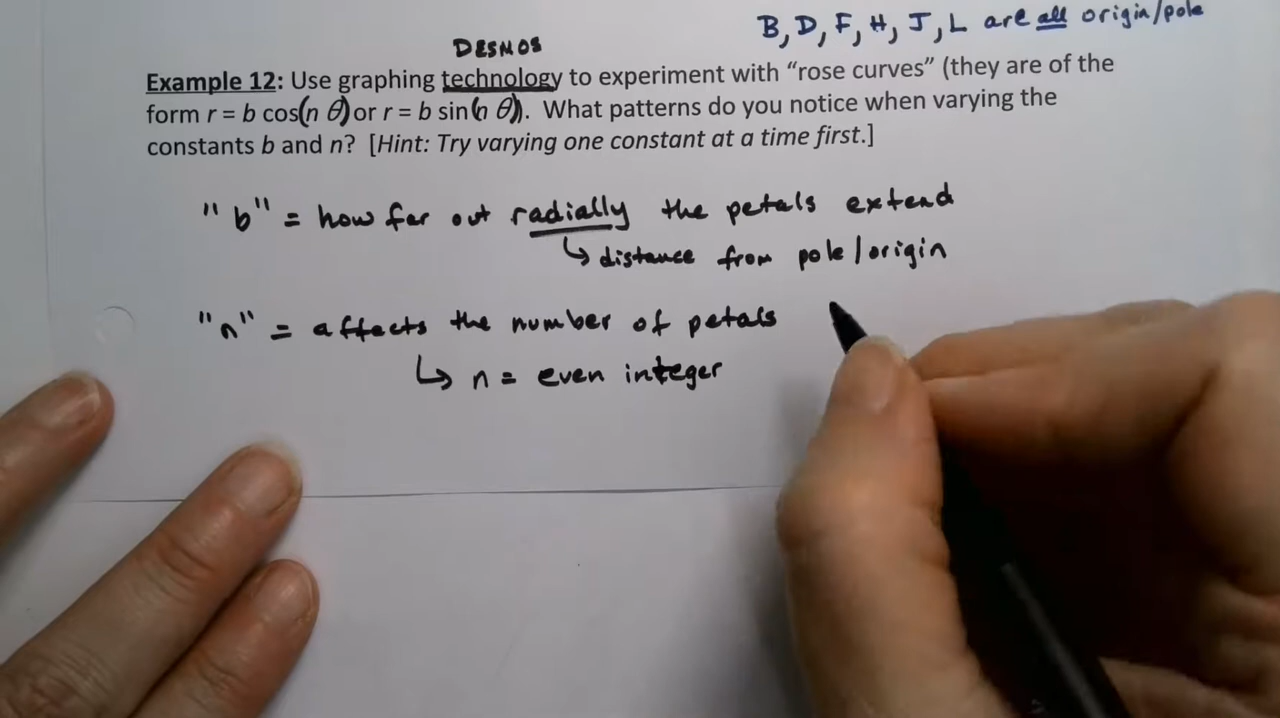 B, D, F, H, J, L are all origin/pole
DESMOS
Example 12: Use graphing technology to experiment with “rose curves” (they are of the
form r = b cos(n θ) or r = b sin(n θ). What patterns do you notice when varying the
constants b and n? [Hint: Try varying one constant at a time first.]
"b" = how far out radially the petals extend
↳ distance from pole/origin
"n" = affects the number of petals
↳ n = even integer